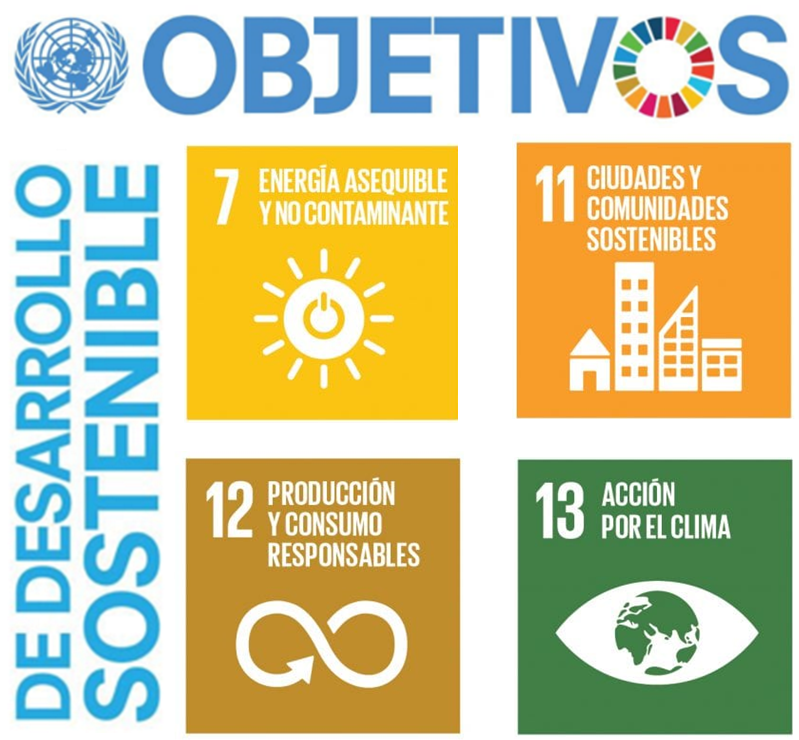 OBJETIVOS
DE DESARROLLO
SOSTENIBLE
7 ENERGÍA ASEQUIBLE
Y NO CONTAMINANTE
11 CIUDADES Y
COMUNIDADES
SOSTENIBLES
12 PRODUCCIÓN
Y CONSUMO
RESPONSABLES
13 ACCIÓN
POR EL CLIMA